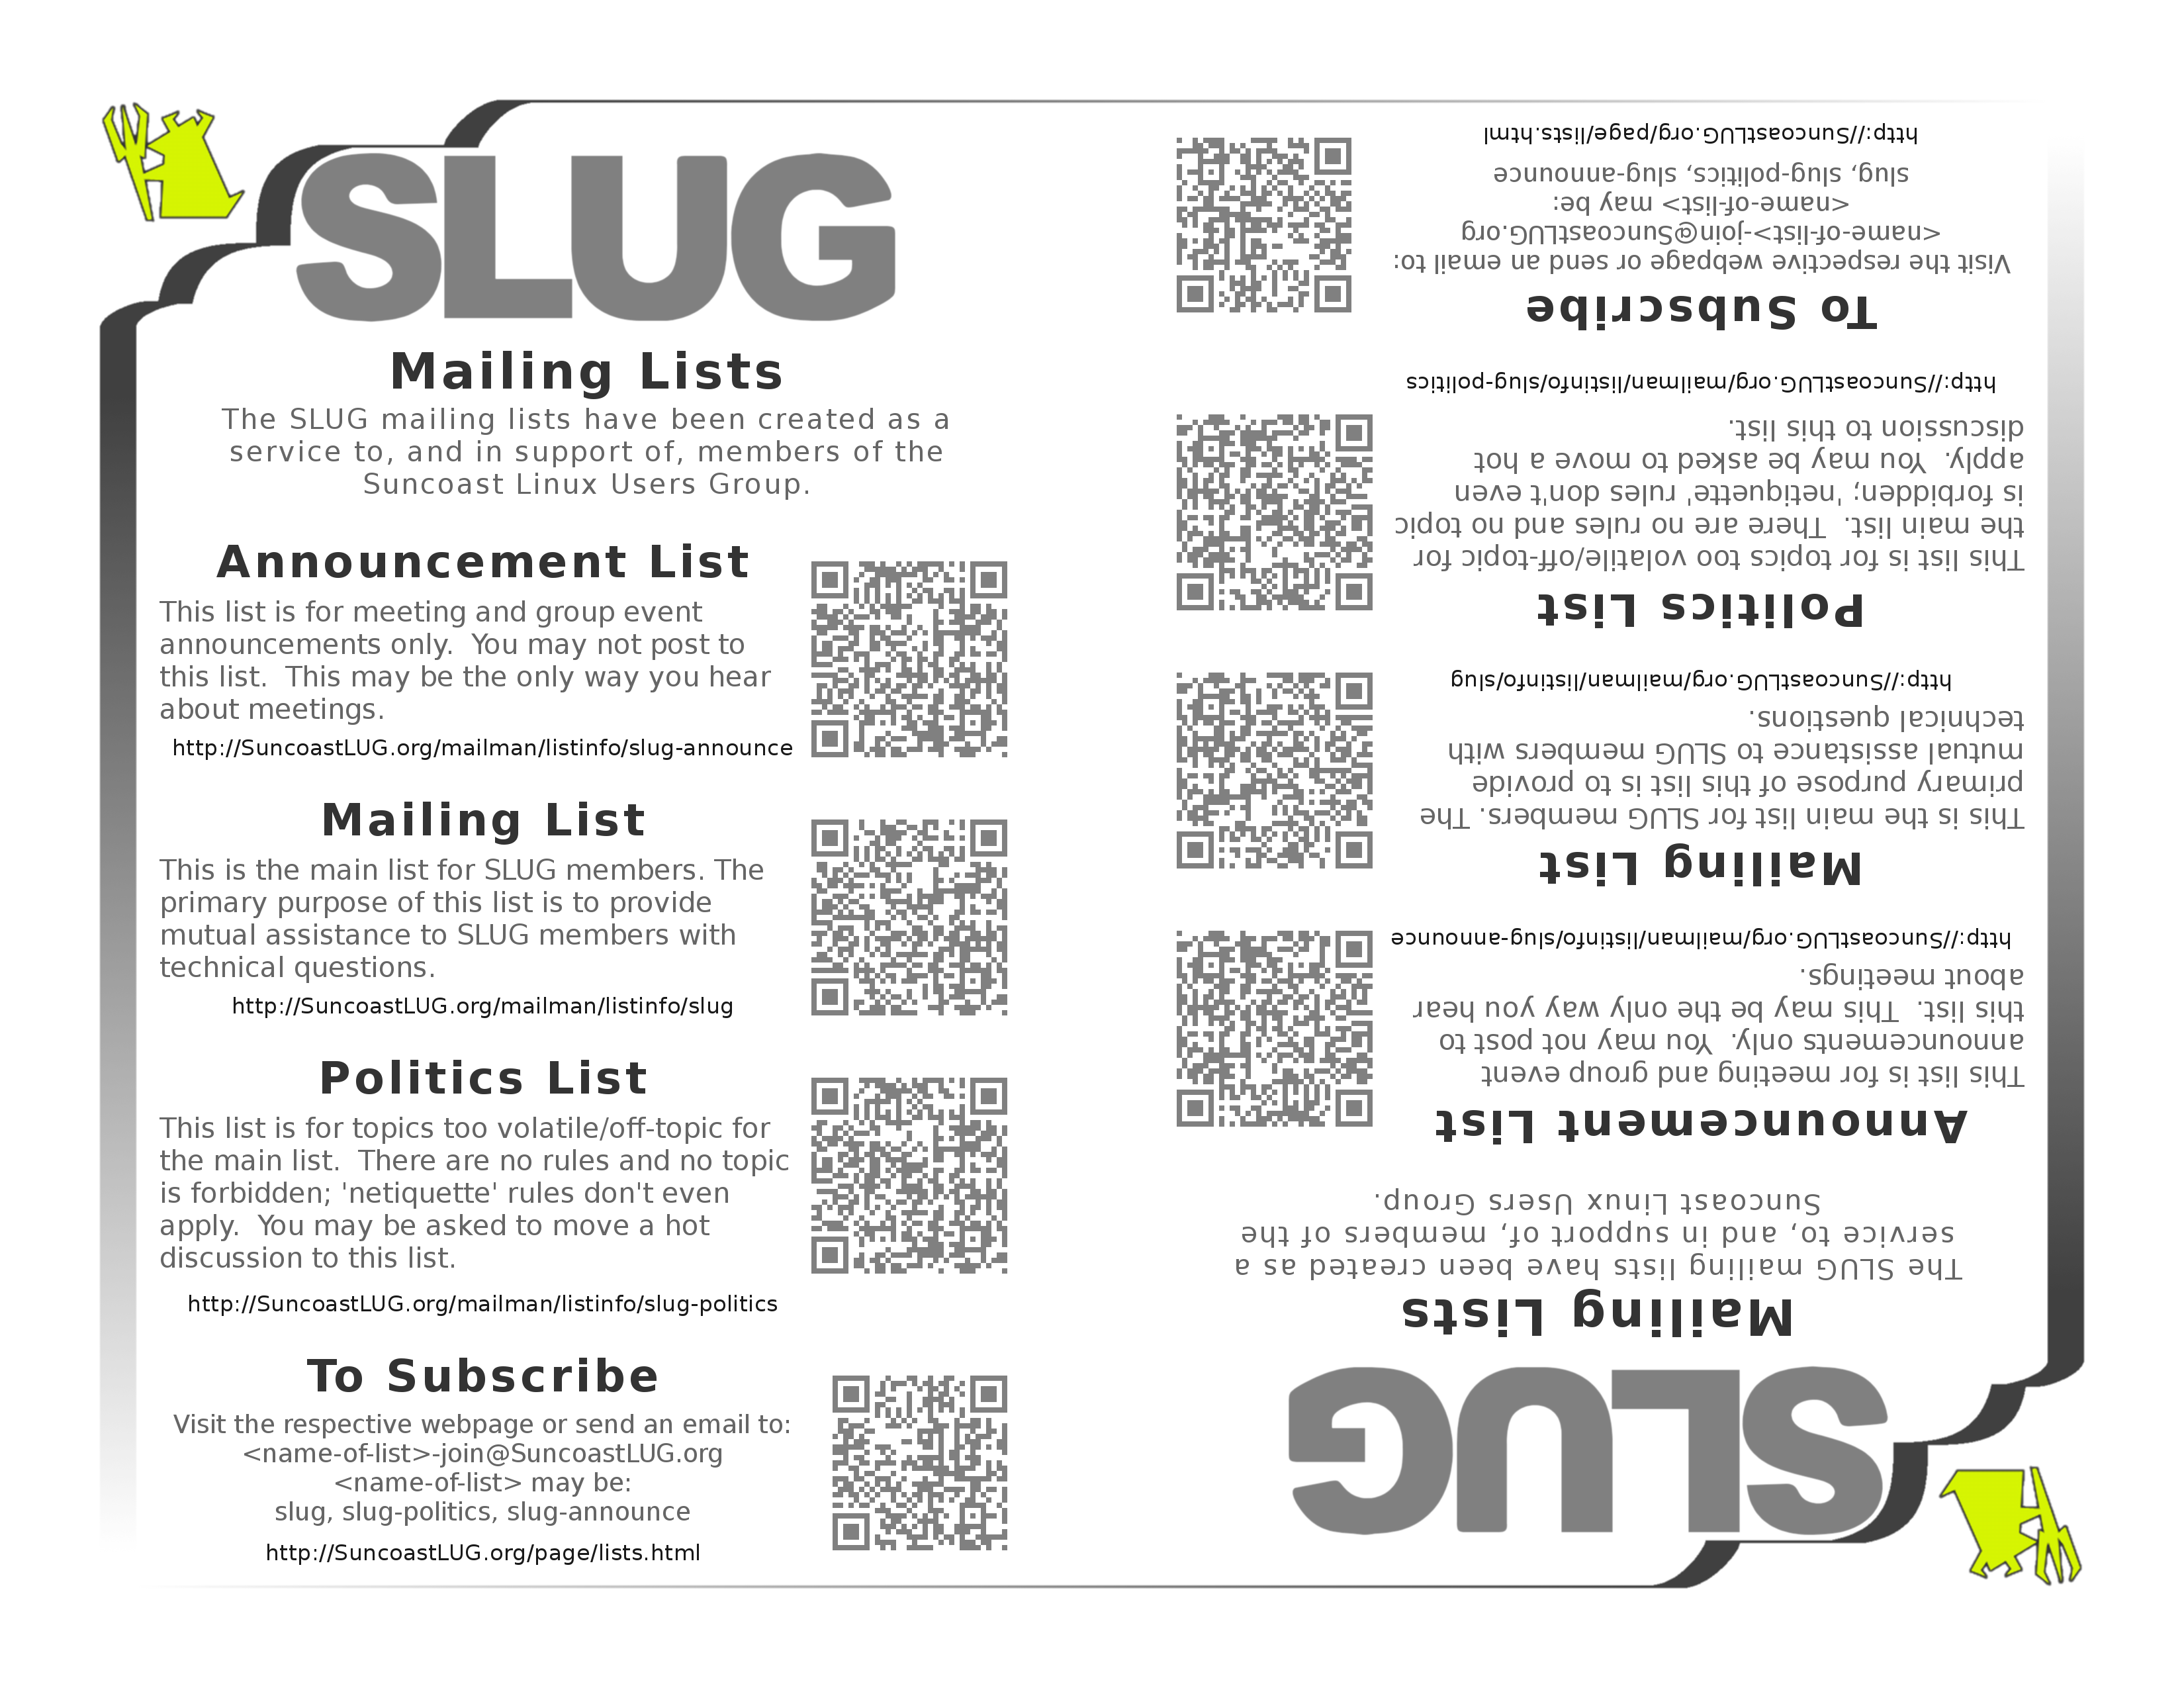 SLUG
Mailing Lists
The SLUG mailing lists have been created as a
service to, and in support of, members of the
Suncoast Linux Users Group.
Announcement List
This list is for meeting and group event
announcements only.  You may not post to
this list.  This may be the only way you hear
about meetings.
http://SuncoastLUG.org/mailman/listinfo/slug-announce
Mailing List
This is the main list for SLUG members. The
primary purpose of this list is to provide
mutual assistance to SLUG members with
technical questions.
http://SuncoastLUG.org/mailman/listinfo/slug
Politics List
This list is for topics too volatile/off-topic for
the main list.  There are no rules and no topic
is forbidden; 'netiquette' rules don't even
apply.  You may be asked to move a hot
discussion to this list.
http://SuncoastLUG.org/mailman/listinfo/slug-politics
To Subscribe
Visit the respective webpage or send an email to:
<name-of-list>-join@SuncoastLUG.org
<name-of-list> may be:
slug, slug-politics, slug-announce
http://SuncoastLUG.org/page/lists.html
SLUG
Mailing Lists
The SLUG mailing lists have been created as a
service to, and in support of, members of the
Suncoast Linux Users Group.
Announcement List
This list is for meeting and group event
announcements only.  You may not post to
this list.  This may be the only way you hear
about meetings.
http://SuncoastLUG.org/mailman/listinfo/slug-announce
Mailing List
This is the main list for SLUG members. The
primary purpose of this list is to provide
mutual assistance to SLUG members with
technical questions.
http://SuncoastLUG.org/mailman/listinfo/slug
Politics List
This list is for topics too volatile/off-topic for
the main list.  There are no rules and no topic
is forbidden; 'netiquette' rules don't even
apply.  You may be asked to move a hot
discussion to this list.
http://SuncoastLUG.org/mailman/listinfo/slug-politics
To Subscribe
Visit the respective webpage or send an email to:
<name-of-list>-join@SuncoastLUG.org
<name-of-list> may be:
slug, slug-politics, slug-announce
http://SuncoastLUG.org/page/lists.html